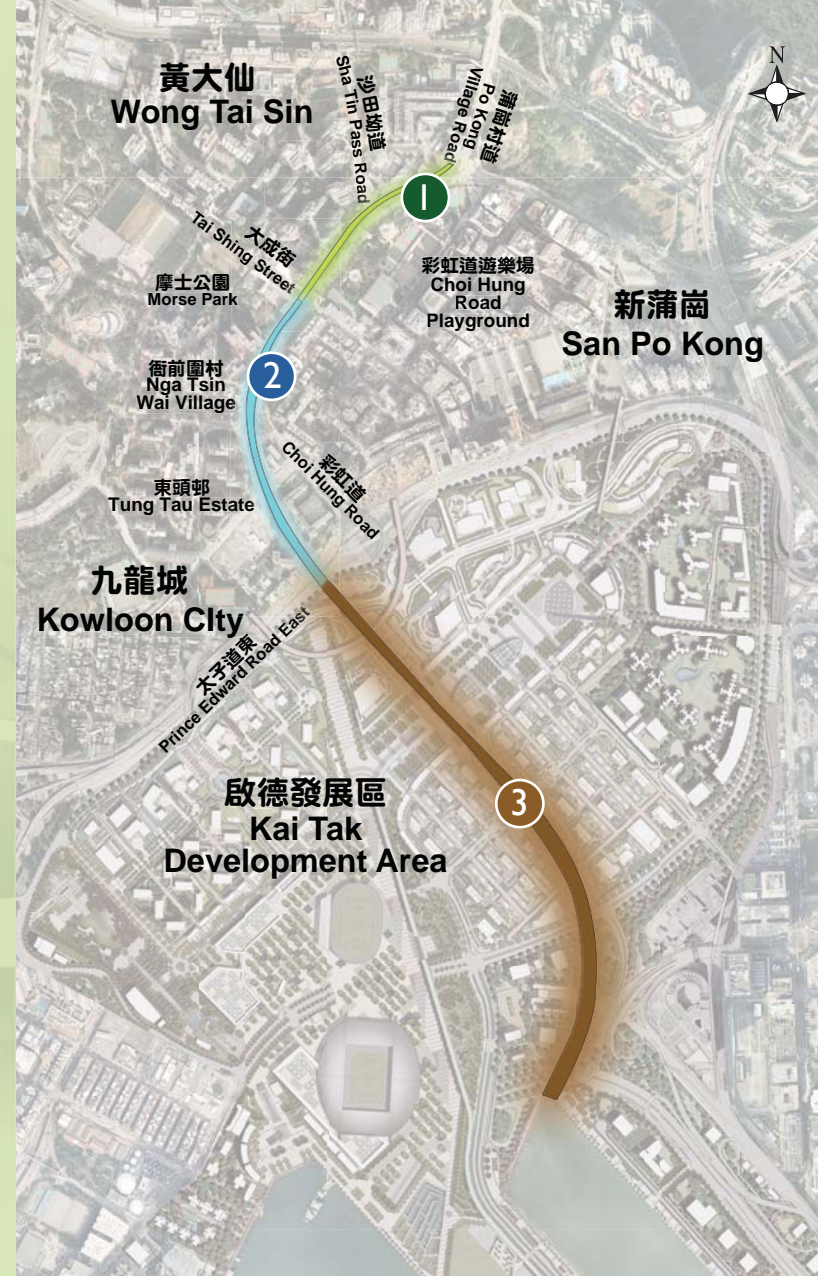 N
黃大仙
Wong Tai Sin
沙田坳道
Sha Tin Pass Road
蒲崗村道
Po Kong
Village Road
1
大成街
Tai Shing Street
彩虹道遊樂場
Choi Hung
Road
Playground
摩士公園
Morse Park
新蒲崗
San Po Kong
衙前圍村
Nga Tsin
Wai Village
2
彩虹道
Choi Hung Road
東頭邨
Tung Tau Estate
九龍城
Kowloon CIty
太子道東
Prince Edward Road East
啟德發展區
Kai Tak
Development Area
3